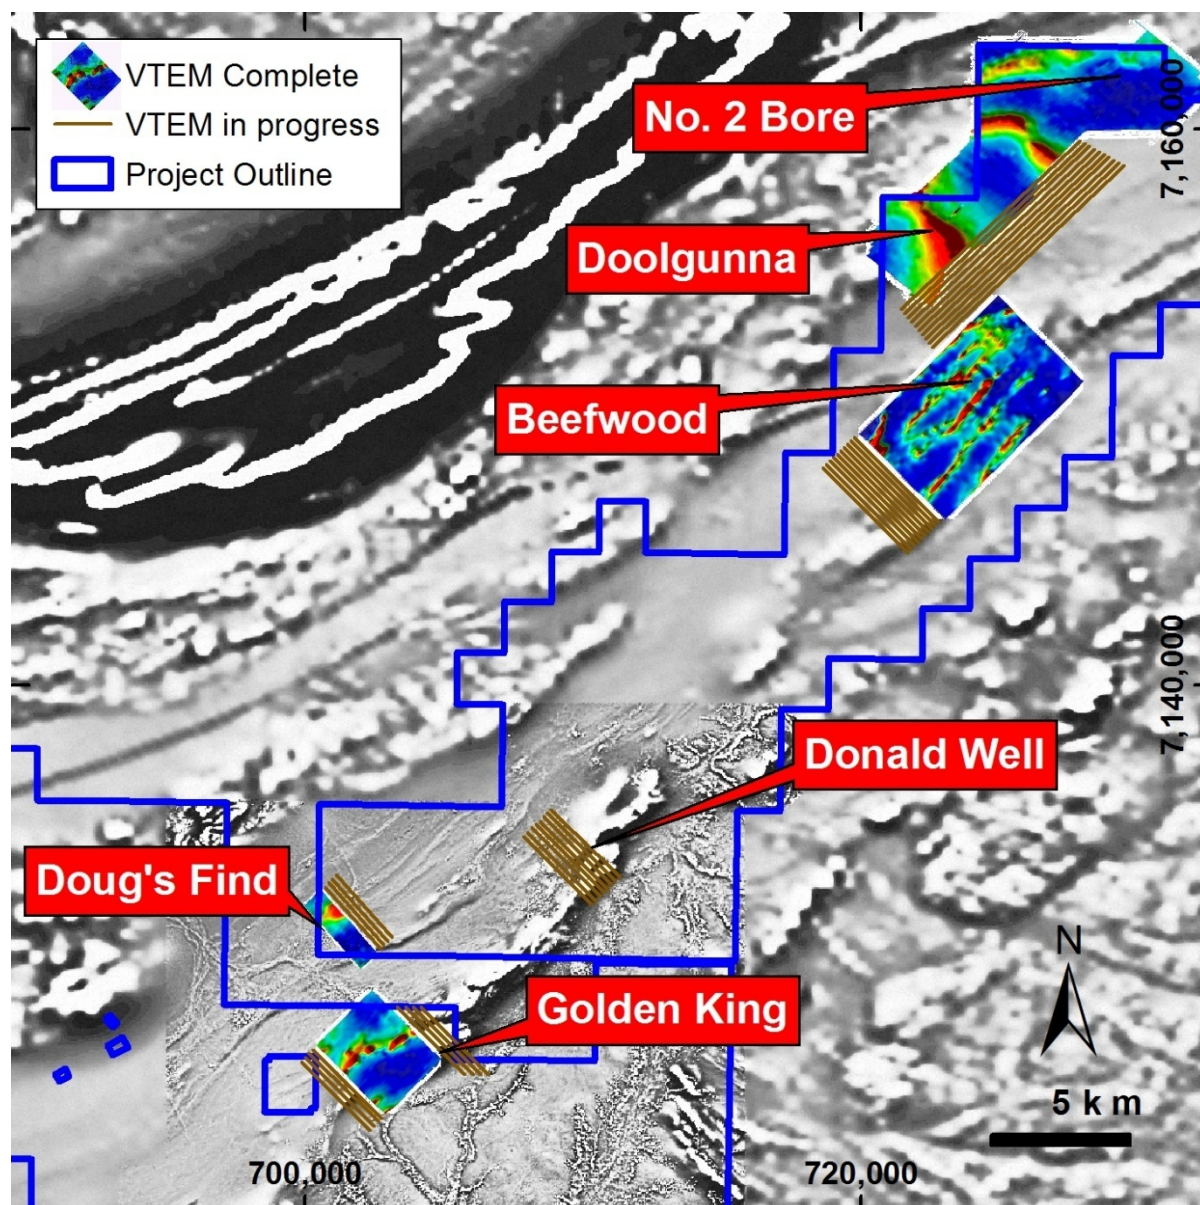 VTEM Complete
VTEM in progress
Project Outline
No. 2 Bore
7,160,000
Doolgunna
Beefwood
7,140,000
Donald Well
Doug's Find
Golden King
N
5 km
700,000
720,000